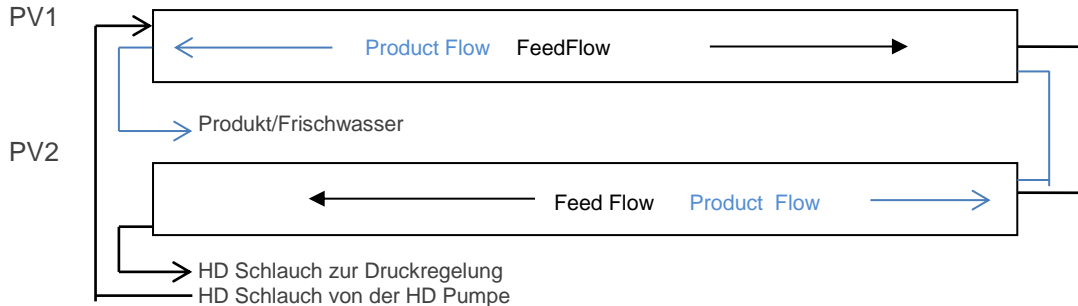 PV1
Product Flow FeedFlow
Produkt/Frischwasser
PV2
Feed Flow Product Flow
HD Schlauch zur Druckregelung
HD Schlauch von der HD Pumpe